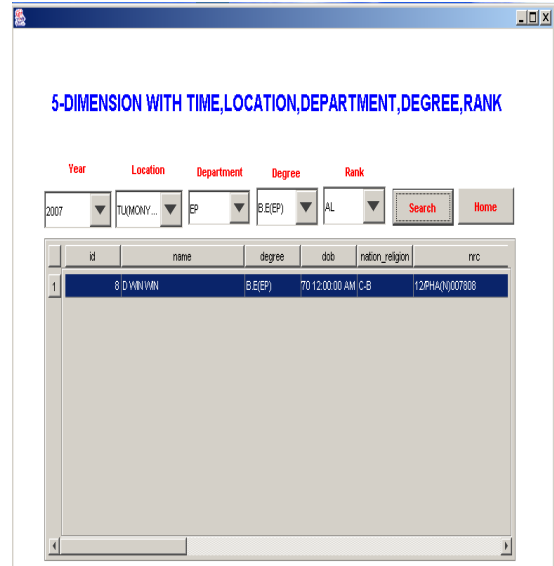 5-DIMENSION WITH TIME,LOCATION,DEPARTMENT,DEGREE,RANK
Year Location Department Degree Rank
2007 TU(MONY... EP B.E(EP) AL Search Home
id name degree dob nation_religion nrc
1 8 D WIN WIN B.E(EP) 70 12:00:00 AM C-B 12/PHA(N)007808